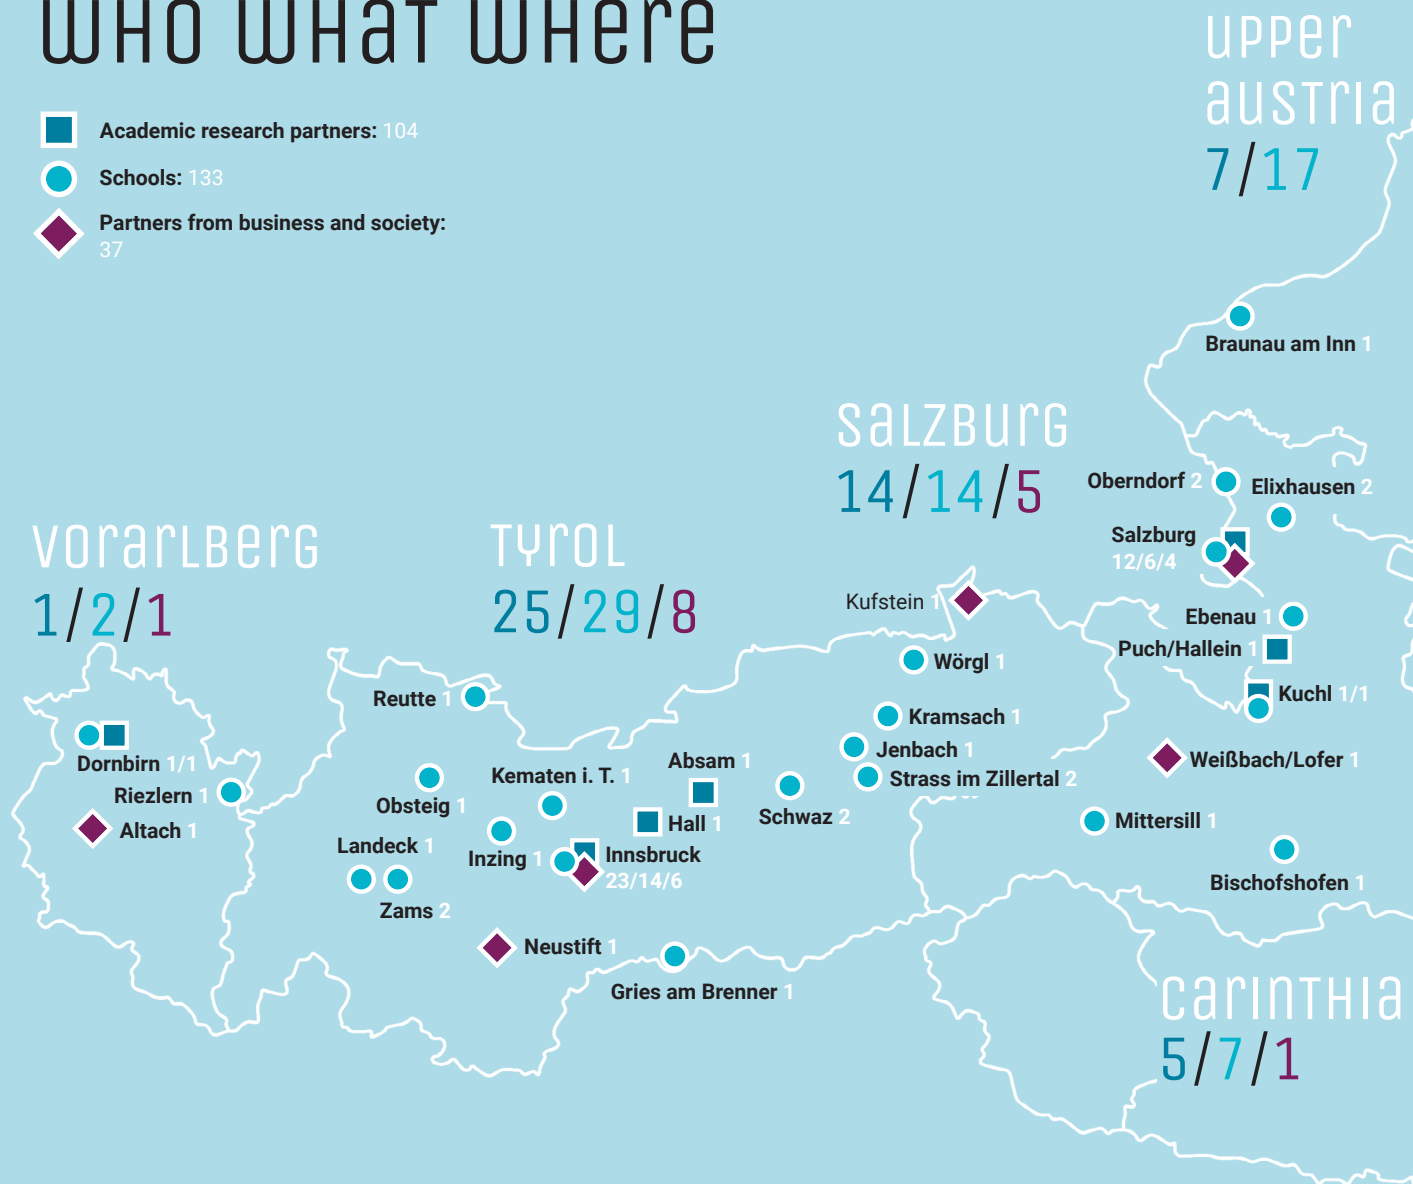 WHO WHAT WHERE
Academic research partners: 104
Schools: 133
Partners from business and society:
37
UPPER
AUSTRIA
7/17
Braunau am Inn 1
SALZBURG
14/14/5
Oberndorf 2
Elixhausen 2
Salzburg
12/6/4
VORARLBERG
1/2/1
TYROL
25/29/8
Kufstein 1
Ebenau 1
Puch/Hallein 1
Wörgl 1
Kuchl 1/1
Reutte 1
Kramsach 1
Jenbach 1
Weißbach/Lofer 1
Dornbirn 1/1
Absam 1
Kematen i. T. 1
Strass im Zillertal 2
Riezlern 1
Obsteig 1
Schwaz 2
Mittersill 1
Altach 1
Hall 1
Landeck 1
Inzing 1
Innsbruck
23/14/6
Bischofshofen 1
Zams 2
Neustift 1
Gries am Brenner 1
CARINTHIA
5/7/1